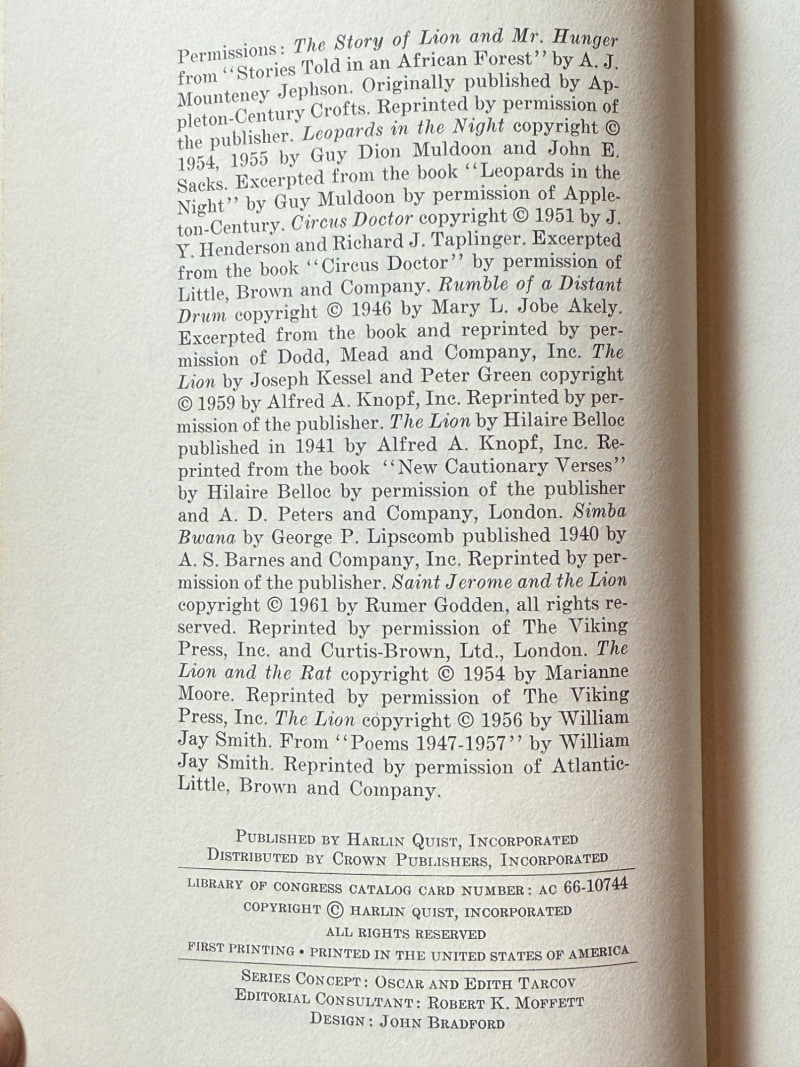 Permissions: The Story of Lion and Mr. Hunger
from "Stories Told in an African Forest" by A. J.
Mounteney Jephson. Originally published by Ap-
pleton-Century Crofts. Reprinted by permission of
the publisher. Leopards in the Night copyright ©
1954, 1955 by Guy Dion Muldoon and John E.
Sacks. Excerpted from the book "Leopards in the
Night" by Guy Muldoon by permission of Apple-
ton-Century. Circus Doctor copyright © 1951 by J.
Y. Henderson and Richard J. Taplinger. Excerpted
from the book "Circus Doctor" by permission of
Little, Brown and Company. Rumble of a Distant
Drum copyright © 1946 by Mary L. Jobe Akely.
Excerpted from the book and reprinted by per-
mission of Dodd, Mead and Company, Inc. The
Lion by Joseph Kessel and Peter Green copyright
© 1959 by Alfred A. Knopf, Inc. Reprinted by per-
mission of the publisher. The Lion by Hilaire Belloc
published in 1941 by Alfred A. Knopf, Inc. Re-
printed from the book "New Cautionary Verses"
by Hilaire Belloc by permission of the publisher
and A. D. Peters and Company, London. Simba
Bwana by George P. Lipscomb published 1940 by
A. S. Barnes and Company, Inc. Reprinted by per-
mission of the publisher. Saint Jerome and the Lion
copyright © 1961 by Rumer Godden, all rights re-
served. Reprinted by permission of The Viking
Press, Inc. and Curtis-Brown, Ltd., London. The
Lion and the Rat copyright © 1954 by Marianne
Moore. Reprinted by permission of The Viking
Press, Inc. The Lion copyright © 1956 by William
Jay Smith. From "Poems 1947-1957" by William
Jay Smith. Reprinted by permission of Atlantic-
Little, Brown and Company.
PUBLISHED BY HARLIN QUIST, INCORPORATED
DISTRIBUTED BY CROWN PUBLISHERS, INCORPORATED
LIBRARY OF CONGRESS CATALOG CARD NUMBER: AC 66-10744
COPYRIGHT © HARLIN QUIST, INCORPORATED
ALL RIGHTS RESERVED
FIRST PRINTING • PRINTED IN THE UNITED STATES OF AMERICA
SERIES CONCEPT: OSCAR AND EDITH TARCOV
EDITORIAL CONSULTANT: ROBERT K. MOFFETT
DESIGN: JOHN BRADFORD